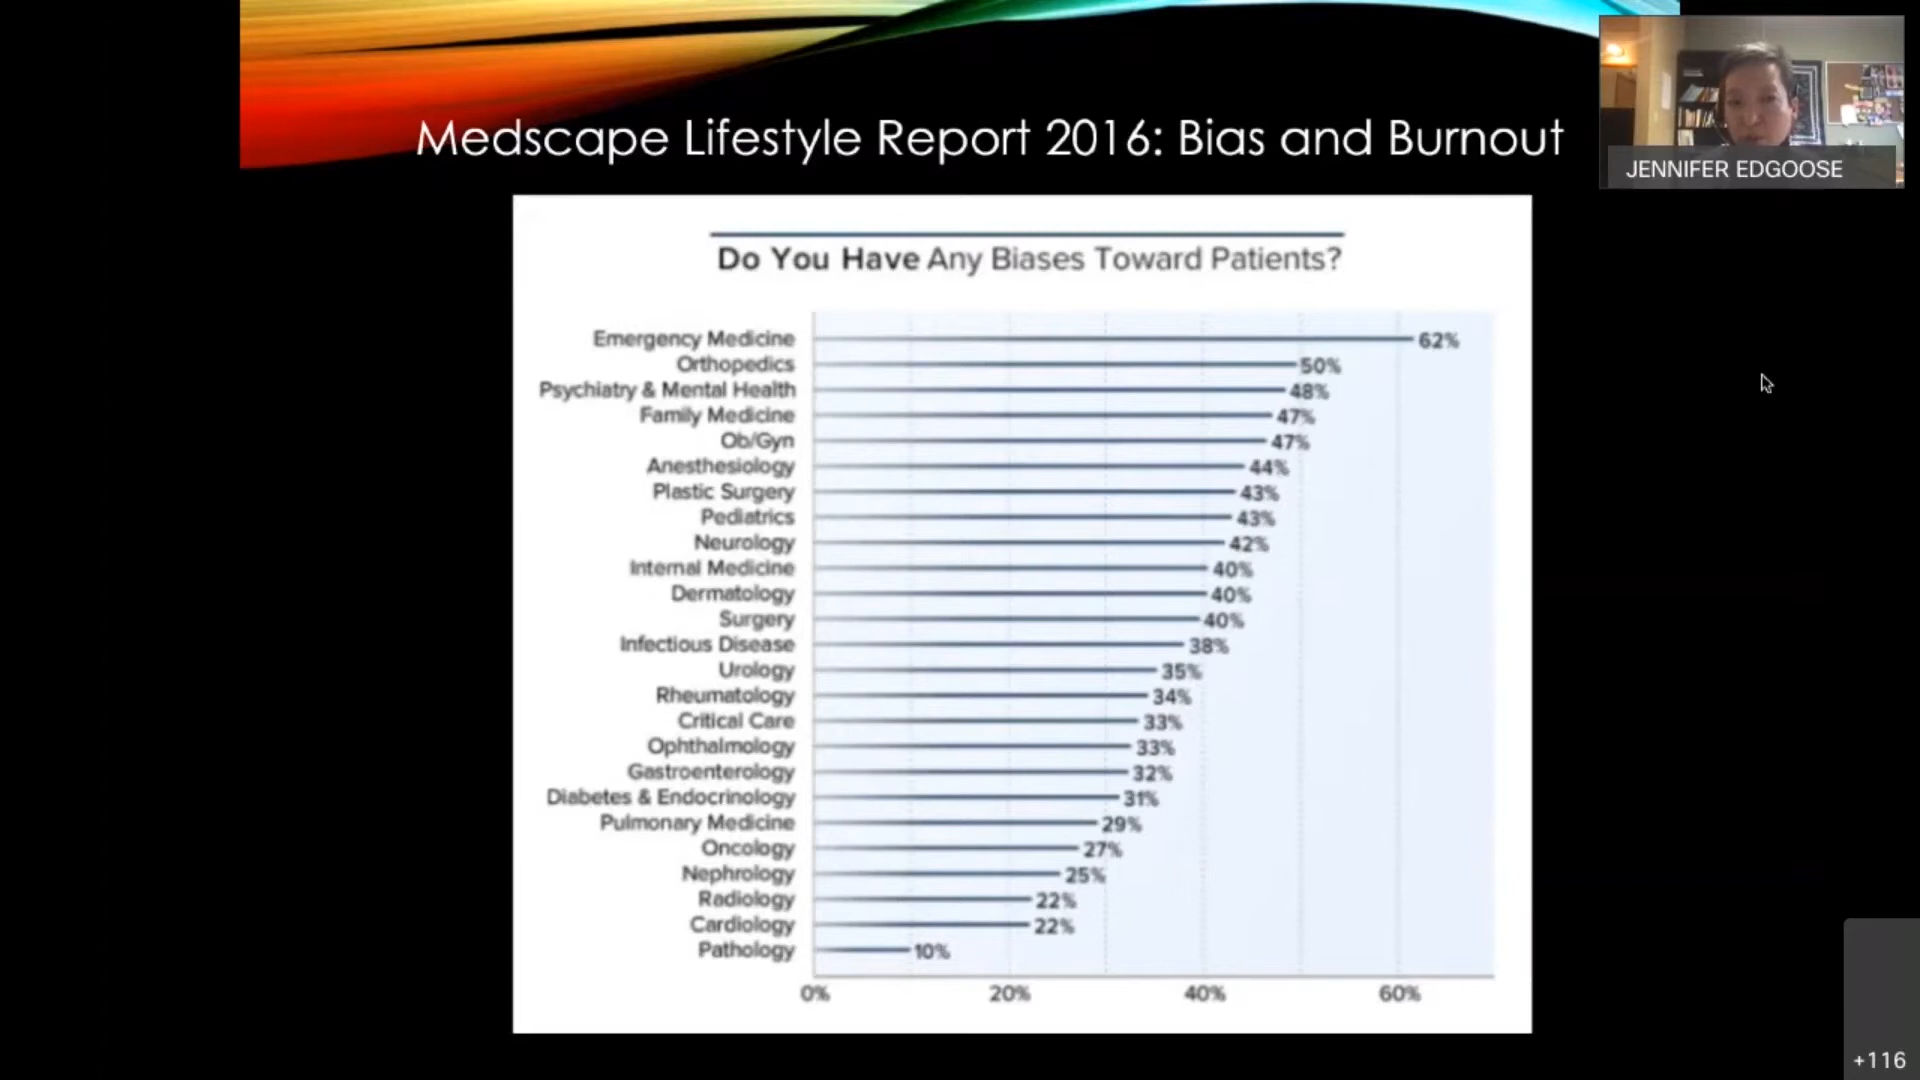 Medscape Lifestyle Report 2016: Bias and Burnout
JENNIFER EDGOOSE
Do You Have Any Biases Toward Patients?
Emergency Medicine 62%
Orthopedics 50%
Psychiatry & Mental Health 48%
Family Medicine 47%
Ob/Gyn 47%
Anesthesiology 44%
Plastic Surgery 43%
Pediatrics 43%
Neurology 42%
Internal Medicine 40%
Dermatology 40%
Surgery 40%
Infectious Disease 38%
Urology 35%
Rheumatology 34%
Critical Care 33%
Ophthalmology 33%
Gastroenterology 32%
Diabetes & Endocrinology 31%
Pulmonary Medicine 29%
Oncology 27%
Nephrology 25%
Radiology 22%
Cardiology 22%
Pathology 10%
0% 20% 40% 60%
+116